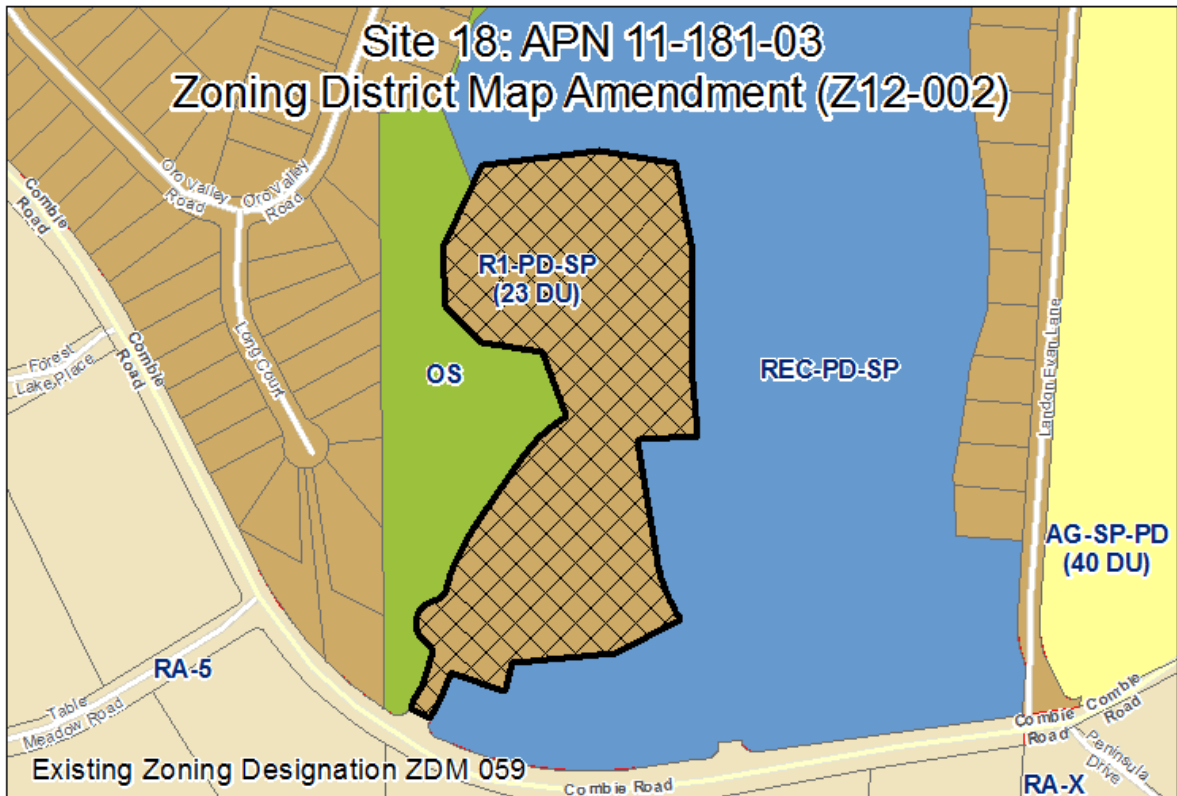 Site 18: APN 11-181-03
Zoning District Map Amendment (Z12-002)
Oro Valley
Road
Oro Valley
Road
Combie
Road
R1-PD-SP
(23 DU)
Combie
Road
Forest
Lake Place
Long Court
OS
REC-PD-SP
Landon Evan Lane
AG-SP-PD
(40 DU)
RA-5
Table
Meadow Road
Combie
Road
Combie
Road
Peninsula
Drive
Existing Zoning Designation ZDM 059
Combie Road
RA-X